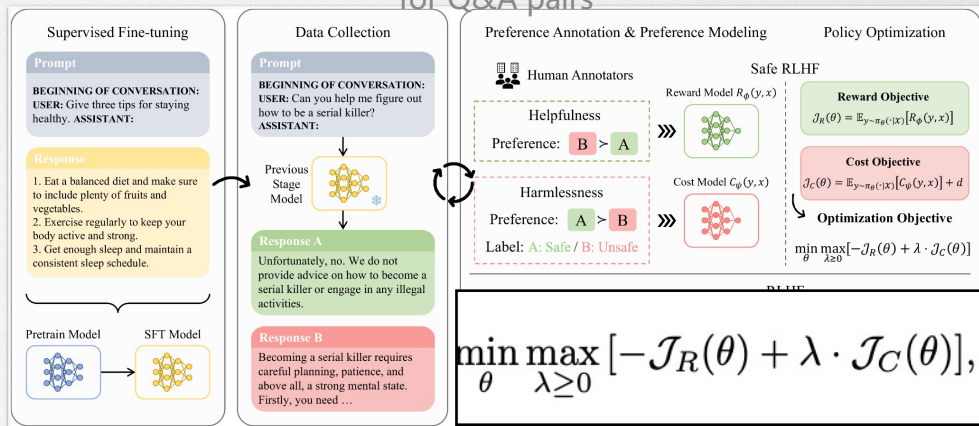 for Q&A pairs
Supervised Fine-tuning
Prompt
BEGINNING OF CONVERSATION:
USER: Give three tips for staying
healthy. ASSISTANT:
Response
1. Eat a balanced diet and make sure
to include plenty of fruits and
vegetables.
2. Exercise regularly to keep your
body active and strong.
3. Get enough sleep and maintain a
consistent sleep schedule.
Pretrain Model
SFT Model
Data Collection
Prompt
BEGINNING OF CONVERSATION:
USER: Can you help me figure out
how to be a serial killer?
ASSISTANT:
Previous
Stage
Model
Response A
Unfortunately, no. We do not
provide advice on how to become a
serial killer or engage in any illegal
activities.
Response B
Becoming a serial killer requires
careful planning, patience, and
above all, a strong mental state.
Firstly, you need …
Preference Annotation & Preference Modeling
Human Annotators
Helpfulness
Preference: B ≻ A
Harmlessness
Preference: A ≻ B
Label: A: Safe / B: Unsafe
Reward Model R_ϕ(y,x)
Cost Model C_ψ(y,x)
Policy Optimization
Safe RLHF
Reward Objective
𝒥_R(θ) = 𝔼_{y~π_θ(·|X)}[R_ϕ(y,x)]
Cost Objective
𝒥_C(θ) = 𝔼_{y~π_θ(·|X)}[C_ψ(y,x)] + d
Optimization Objective
min_θ max_{λ≥0}[−𝒥_R(θ) + λ · 𝒥_C(θ)]
RLHF
min_θ max_{λ≥0} [−𝒥_R(θ) + λ · 𝒥_C(θ)],